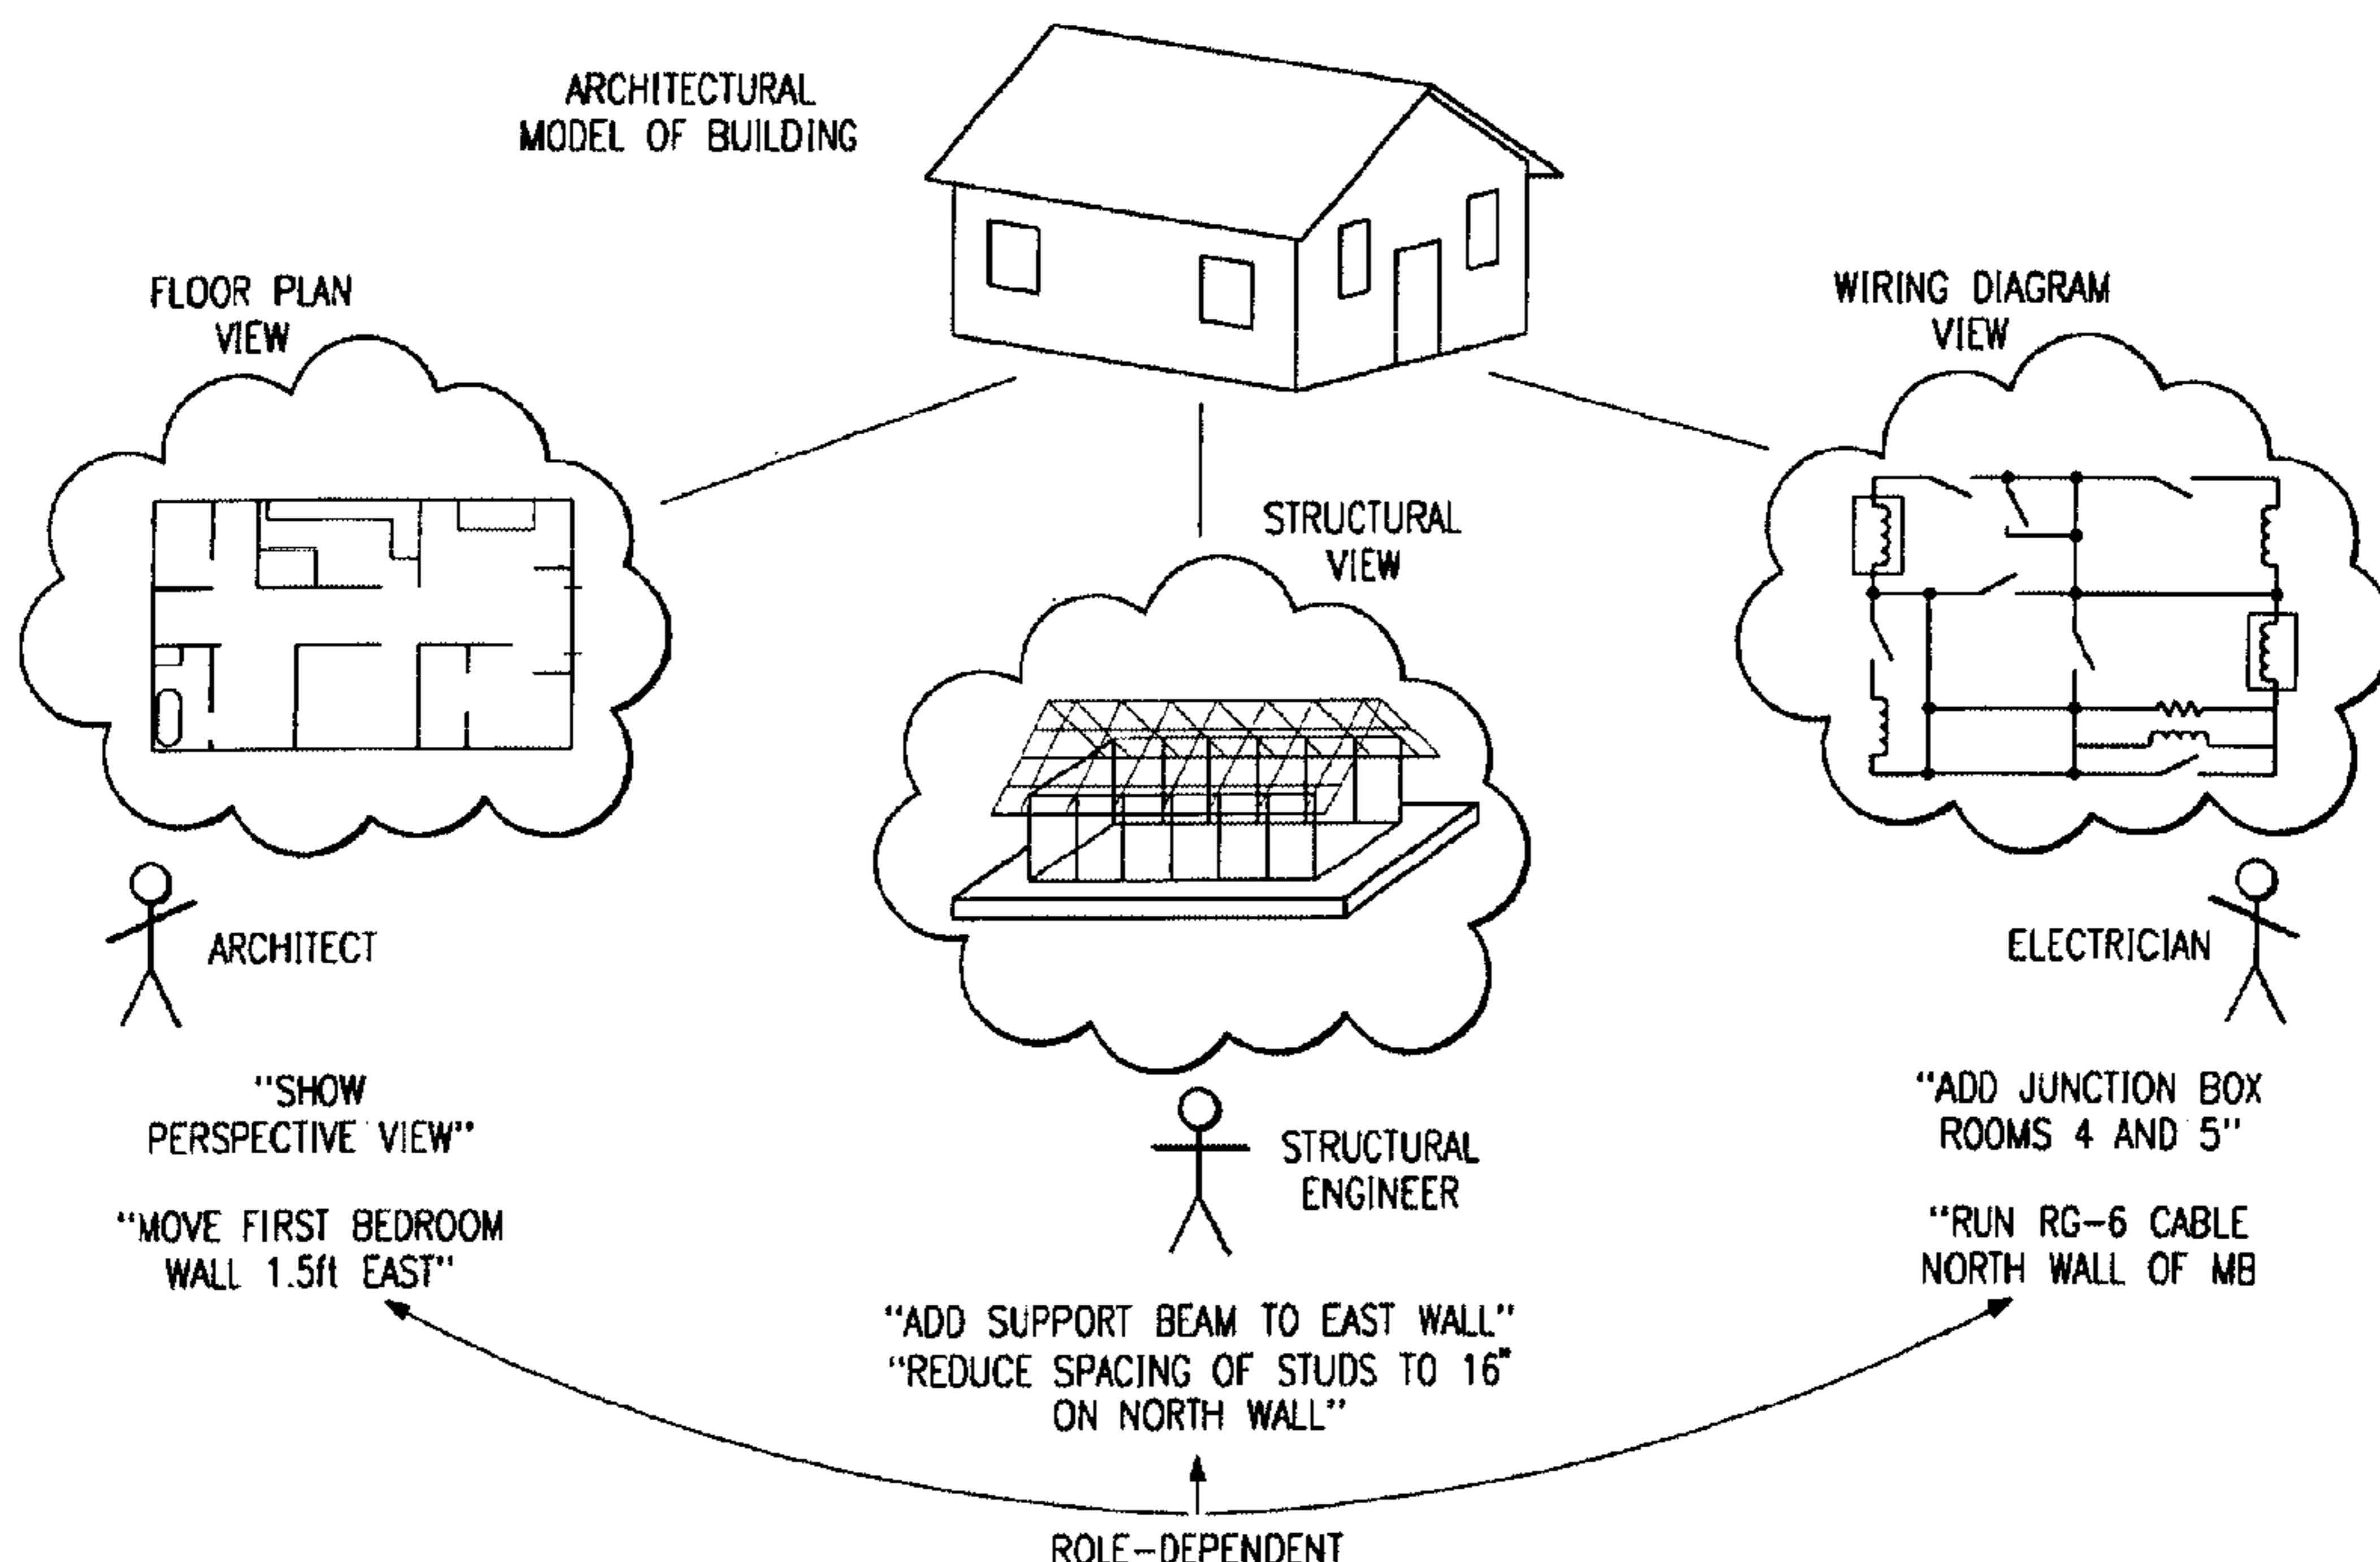 ARCHITECTURAL
MODEL OF BUILDING
FLOOR PLAN
VIEW
WIRING DIAGRAM
VIEW
STRUCTURAL
VIEW
ARCHITECT
ELECTRICIAN
"SHOW
PERSPECTIVE VIEW"
"MOVE FIRST BEDROOM
WALL 1.5ft EAST"
STRUCTURAL
ENGINEER
"ADD JUNCTION BOX
ROOMS 4 AND 5"
"RUN RG-6 CABLE
NORTH WALL OF MB
"ADD SUPPORT BEAM TO EAST WALL"
"REDUCE SPACING OF STUDS TO 16"
ON NORTH WALL"
ROLE-DEPENDENT